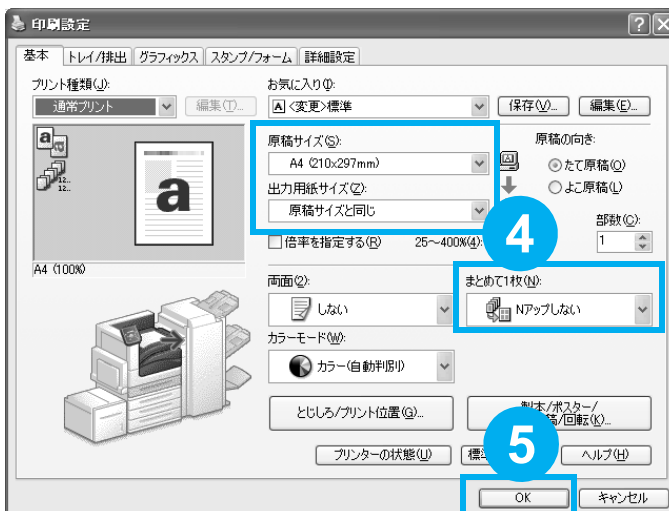 印刷設定
基本 トレイ/排出 グラフィックス スタンプ/フォーム 詳細設定
プリント種類(J):
通常プリント 編集(T)...
お気に入り(I):
A <変更>標準 保存(V)... 編集(E)...
a
12..
12..
a
A4 (100%)
原稿サイズ(S):
A4 (210x297mm)
出力用紙サイズ(Z):
原稿サイズと同じ
倍率を指定する(R) 25～400%(4):
4
原稿の向き:
A
たて原稿(O)
よこ原稿(L)
部数(C):
1
両面(2):
しない
まとめて1枚(N):
Nアップしない
カラーモード(W):
カラー(自動判別)
とじしろ/プリント位置(G)...
製本/ポスター/
/回転(K)...
5
プリンターの状態(U) ヘルプ(H)
OK キャンセル